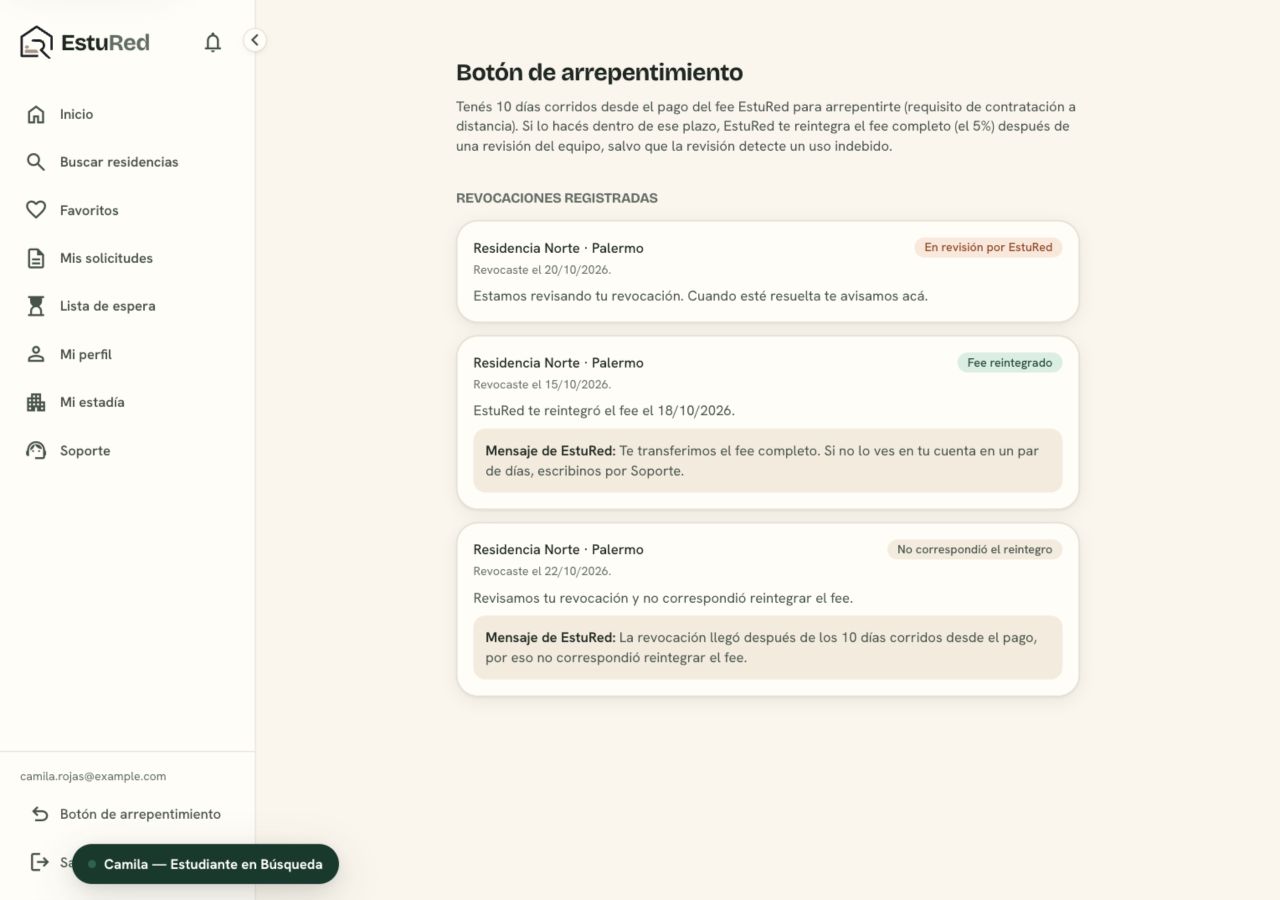 EstuRed
Inicio
Buscar residencias
Favoritos
Mis solicitudes
Lista de espera
Mi perfil
Mi estadía
Soporte
camila.rojas@example.com
Botón de arrepentimiento
Camila — Estudiante en Búsqueda
Botón de arrepentimiento
Tenés 10 días corridos desde el pago del fee EstuRed para arrepentirte (requisito de contratación a
distancia). Si lo hacés dentro de ese plazo, EstuRed te reintegra el fee completo (el 5%) después de
una revisión del equipo, salvo que la revisión detecte un uso indebido.
REVOCACIONES REGISTRADAS
Residencia Norte · Palermo
En revisión por EstuRed
Revocaste el 20/10/2026.
Estamos revisando tu revocación. Cuando esté resuelta te avisamos acá.
Residencia Norte · Palermo
Fee reintegrado
Revocaste el 15/10/2026.
EstuRed te reintegró el fee el 18/10/2026.
Mensaje de EstuRed: Te transferimos el fee completo. Si no lo ves en tu cuenta en un par
de días, escribinos por Soporte.
Residencia Norte · Palermo
No correspondió el reintegro
Revocaste el 22/10/2026.
Revisamos tu revocación y no correspondió reintegrar el fee.
Mensaje de EstuRed: La revocación llegó después de los 10 días corridos desde el pago,
por eso no correspondió reintegrar el fee.